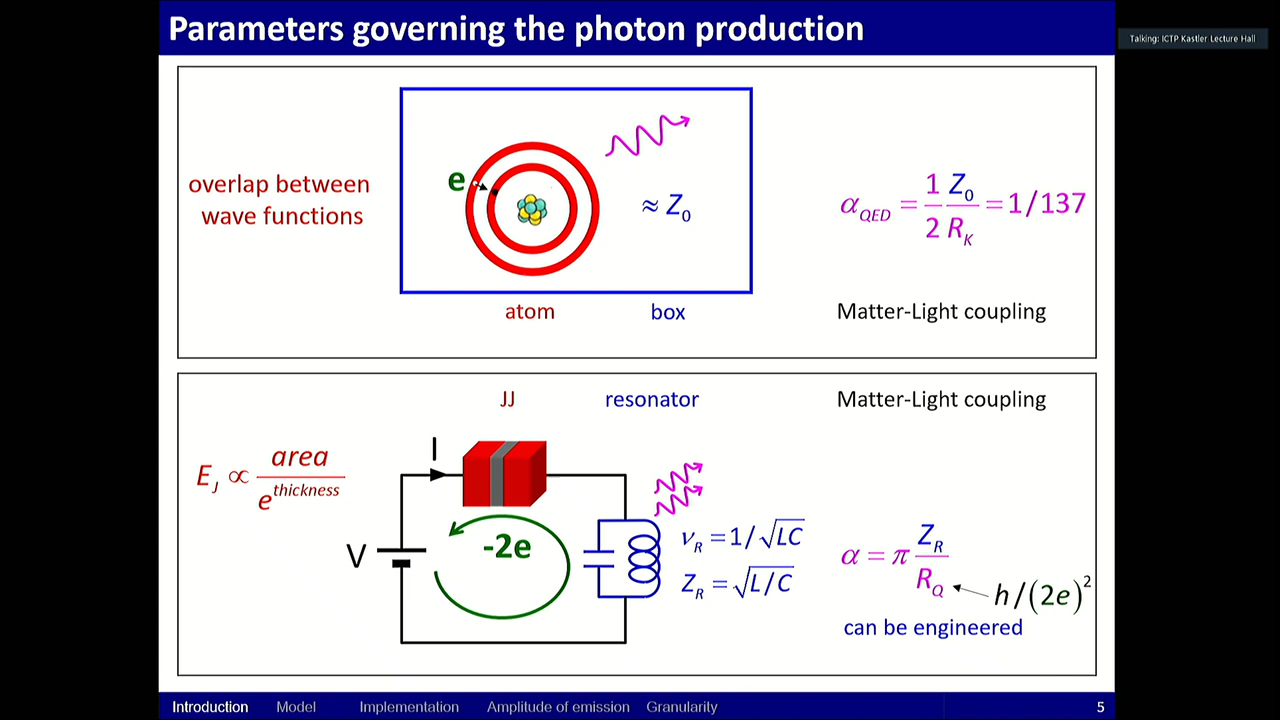 Parameters governing the photon production
Talking: ICTP Kastler Lecture Hall
overlap between
wave functions
e
≈ Z₀
α_QED = 1/2 Z₀/R_K = 1/137
atom
box
Matter-Light coupling
JJ
resonator
Matter-Light coupling
E_J ∝ area/e^thickness
I
V
-2e
ν_R = 1/√LC
Z_R = √L/C
α = π Z_R/R_Q
h/(2e)²
can be engineered
Introduction Model Implementation Amplitude of emission Granularity 5